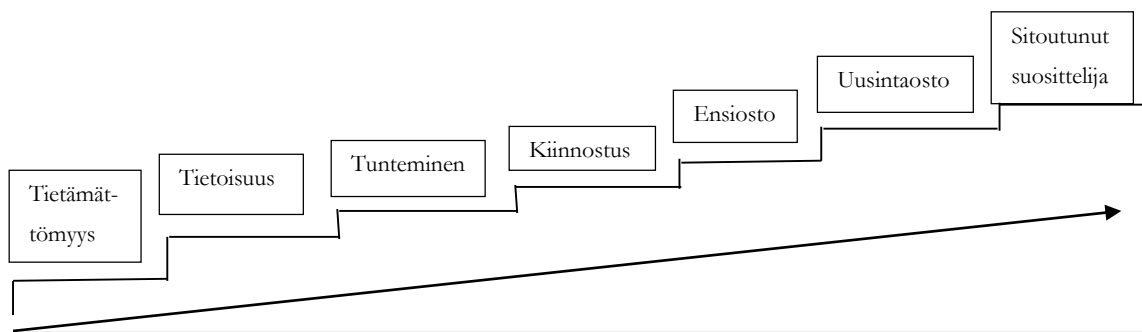 Tietämät-
tömyys
Tietoisuus
Tunteminen
Kiinnostus
Ensiosto
Uusintaosto
Sitoutunut
suosittelija